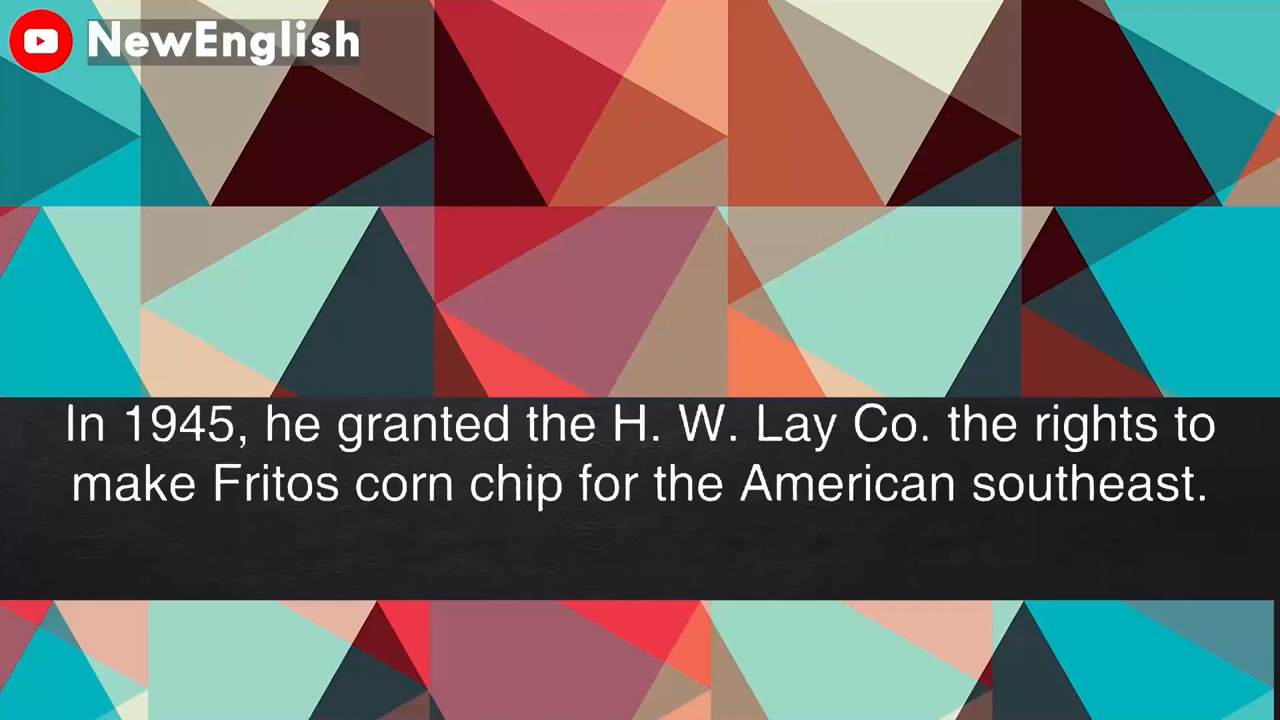 NewEnglish
In 1945, he granted the H. W. Lay Co. the rights to
make Fritos corn chip for the American southeast.